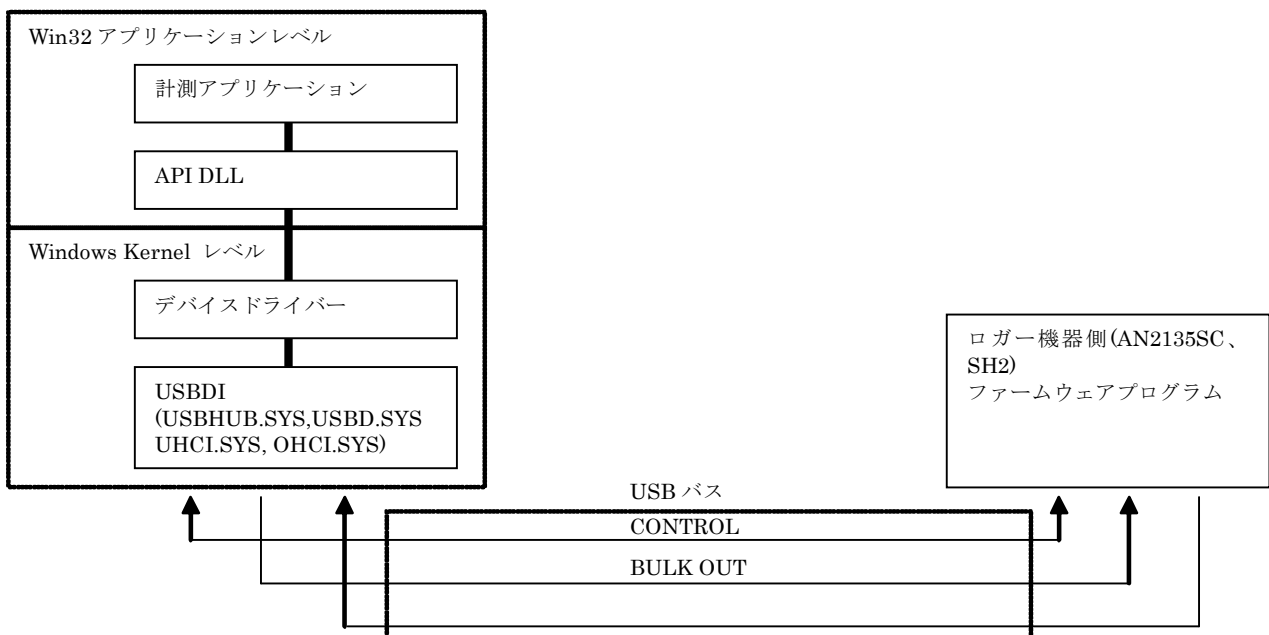 Win32 アプリケーションレベル
計測アプリケーション
API DLL
Windows Kernel レベル
デバイスドライバー
USBDI
(USBHUB.SYS,USBD.SYS
UHCI.SYS, OHCI.SYS)
ロガー機器側(AN2135SC、
SH2)
ファームウェアプログラム
USB バス
CONTROL
BULK OUT